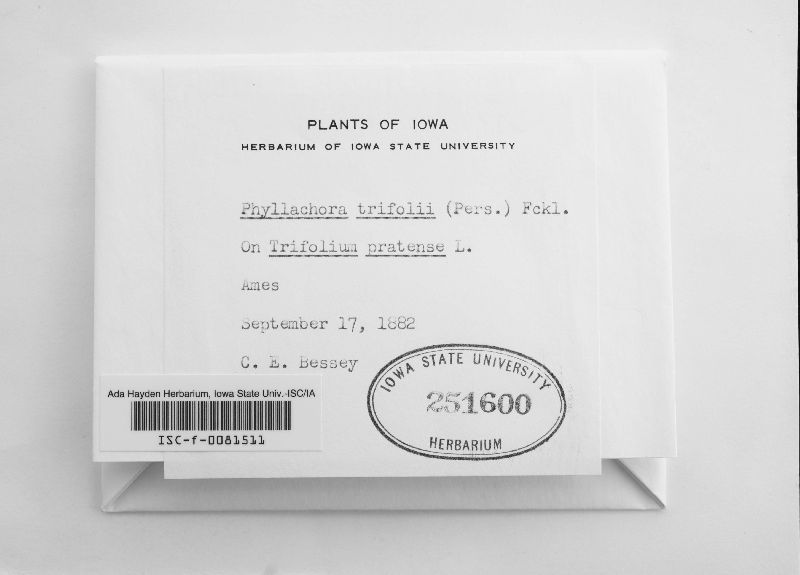 PLANTS OF IOWA
HERBARIUM OF IOWA STATE UNIVERSITY
Phyllachora trifolii (Pers.) Fckl.
On Trifolium pratense L.
Ames
September 17, 1882
C. E. Bessey
IOWA STATE UNIVERSITY
251600
HERBARIUM
Ada Hayden Herbarium, Iowa State Univ.-ISC/IA
ISC-f-0081511